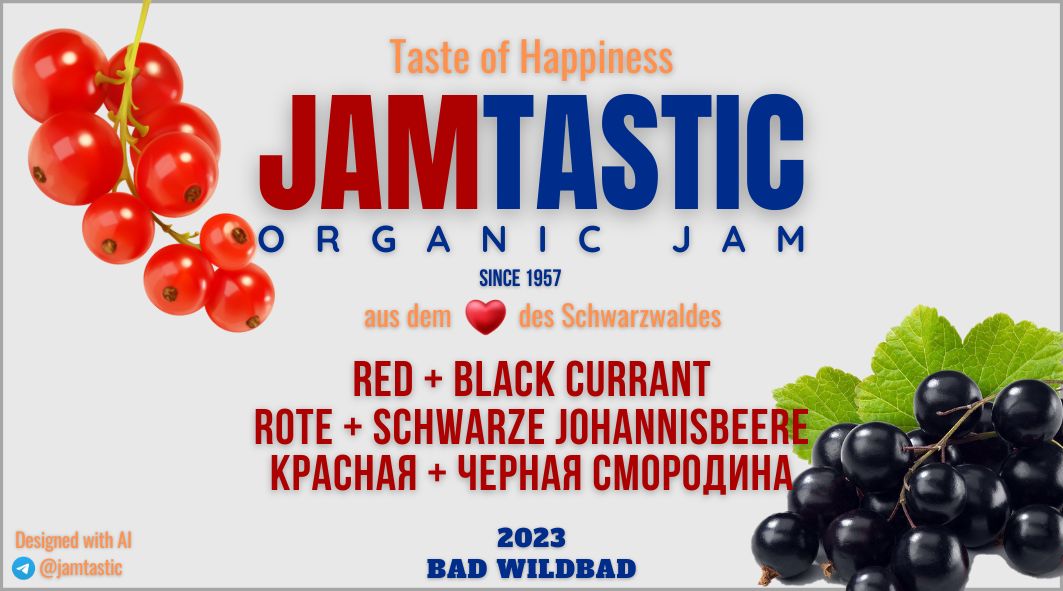 Taste of Happiness
JAMTASTIC
ORGANIC JAM
SINCE 1957
aus dem ❤ des Schwarzwaldes
RED + BLACK CURRANT
ROTE + SCHWARZE JOHANNISBEERE
КРАСНАЯ + ЧЕРНАЯ СМОРОДИНА
2023
BAD WILDBAD
Designed with AI
@jamtastic